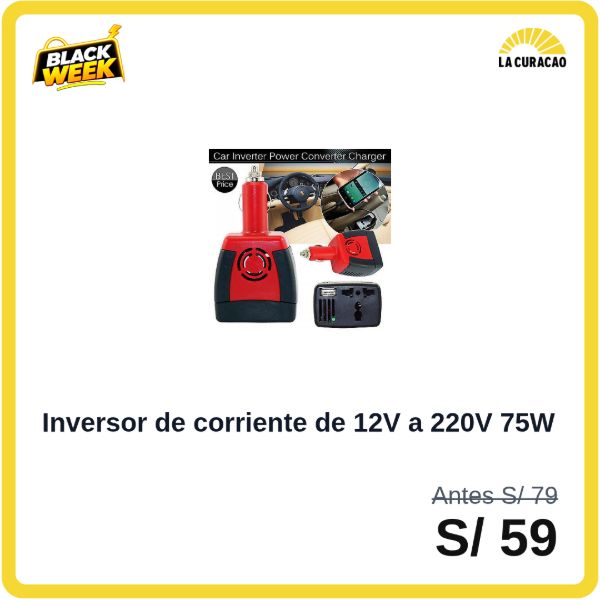 BLACK
WEEK
LA CURACAO
Car Inverter Power Converter Charger
BEST
Price
Inversor de corriente de 12V a 220V 75W
Antes S/ 79
S/ 59